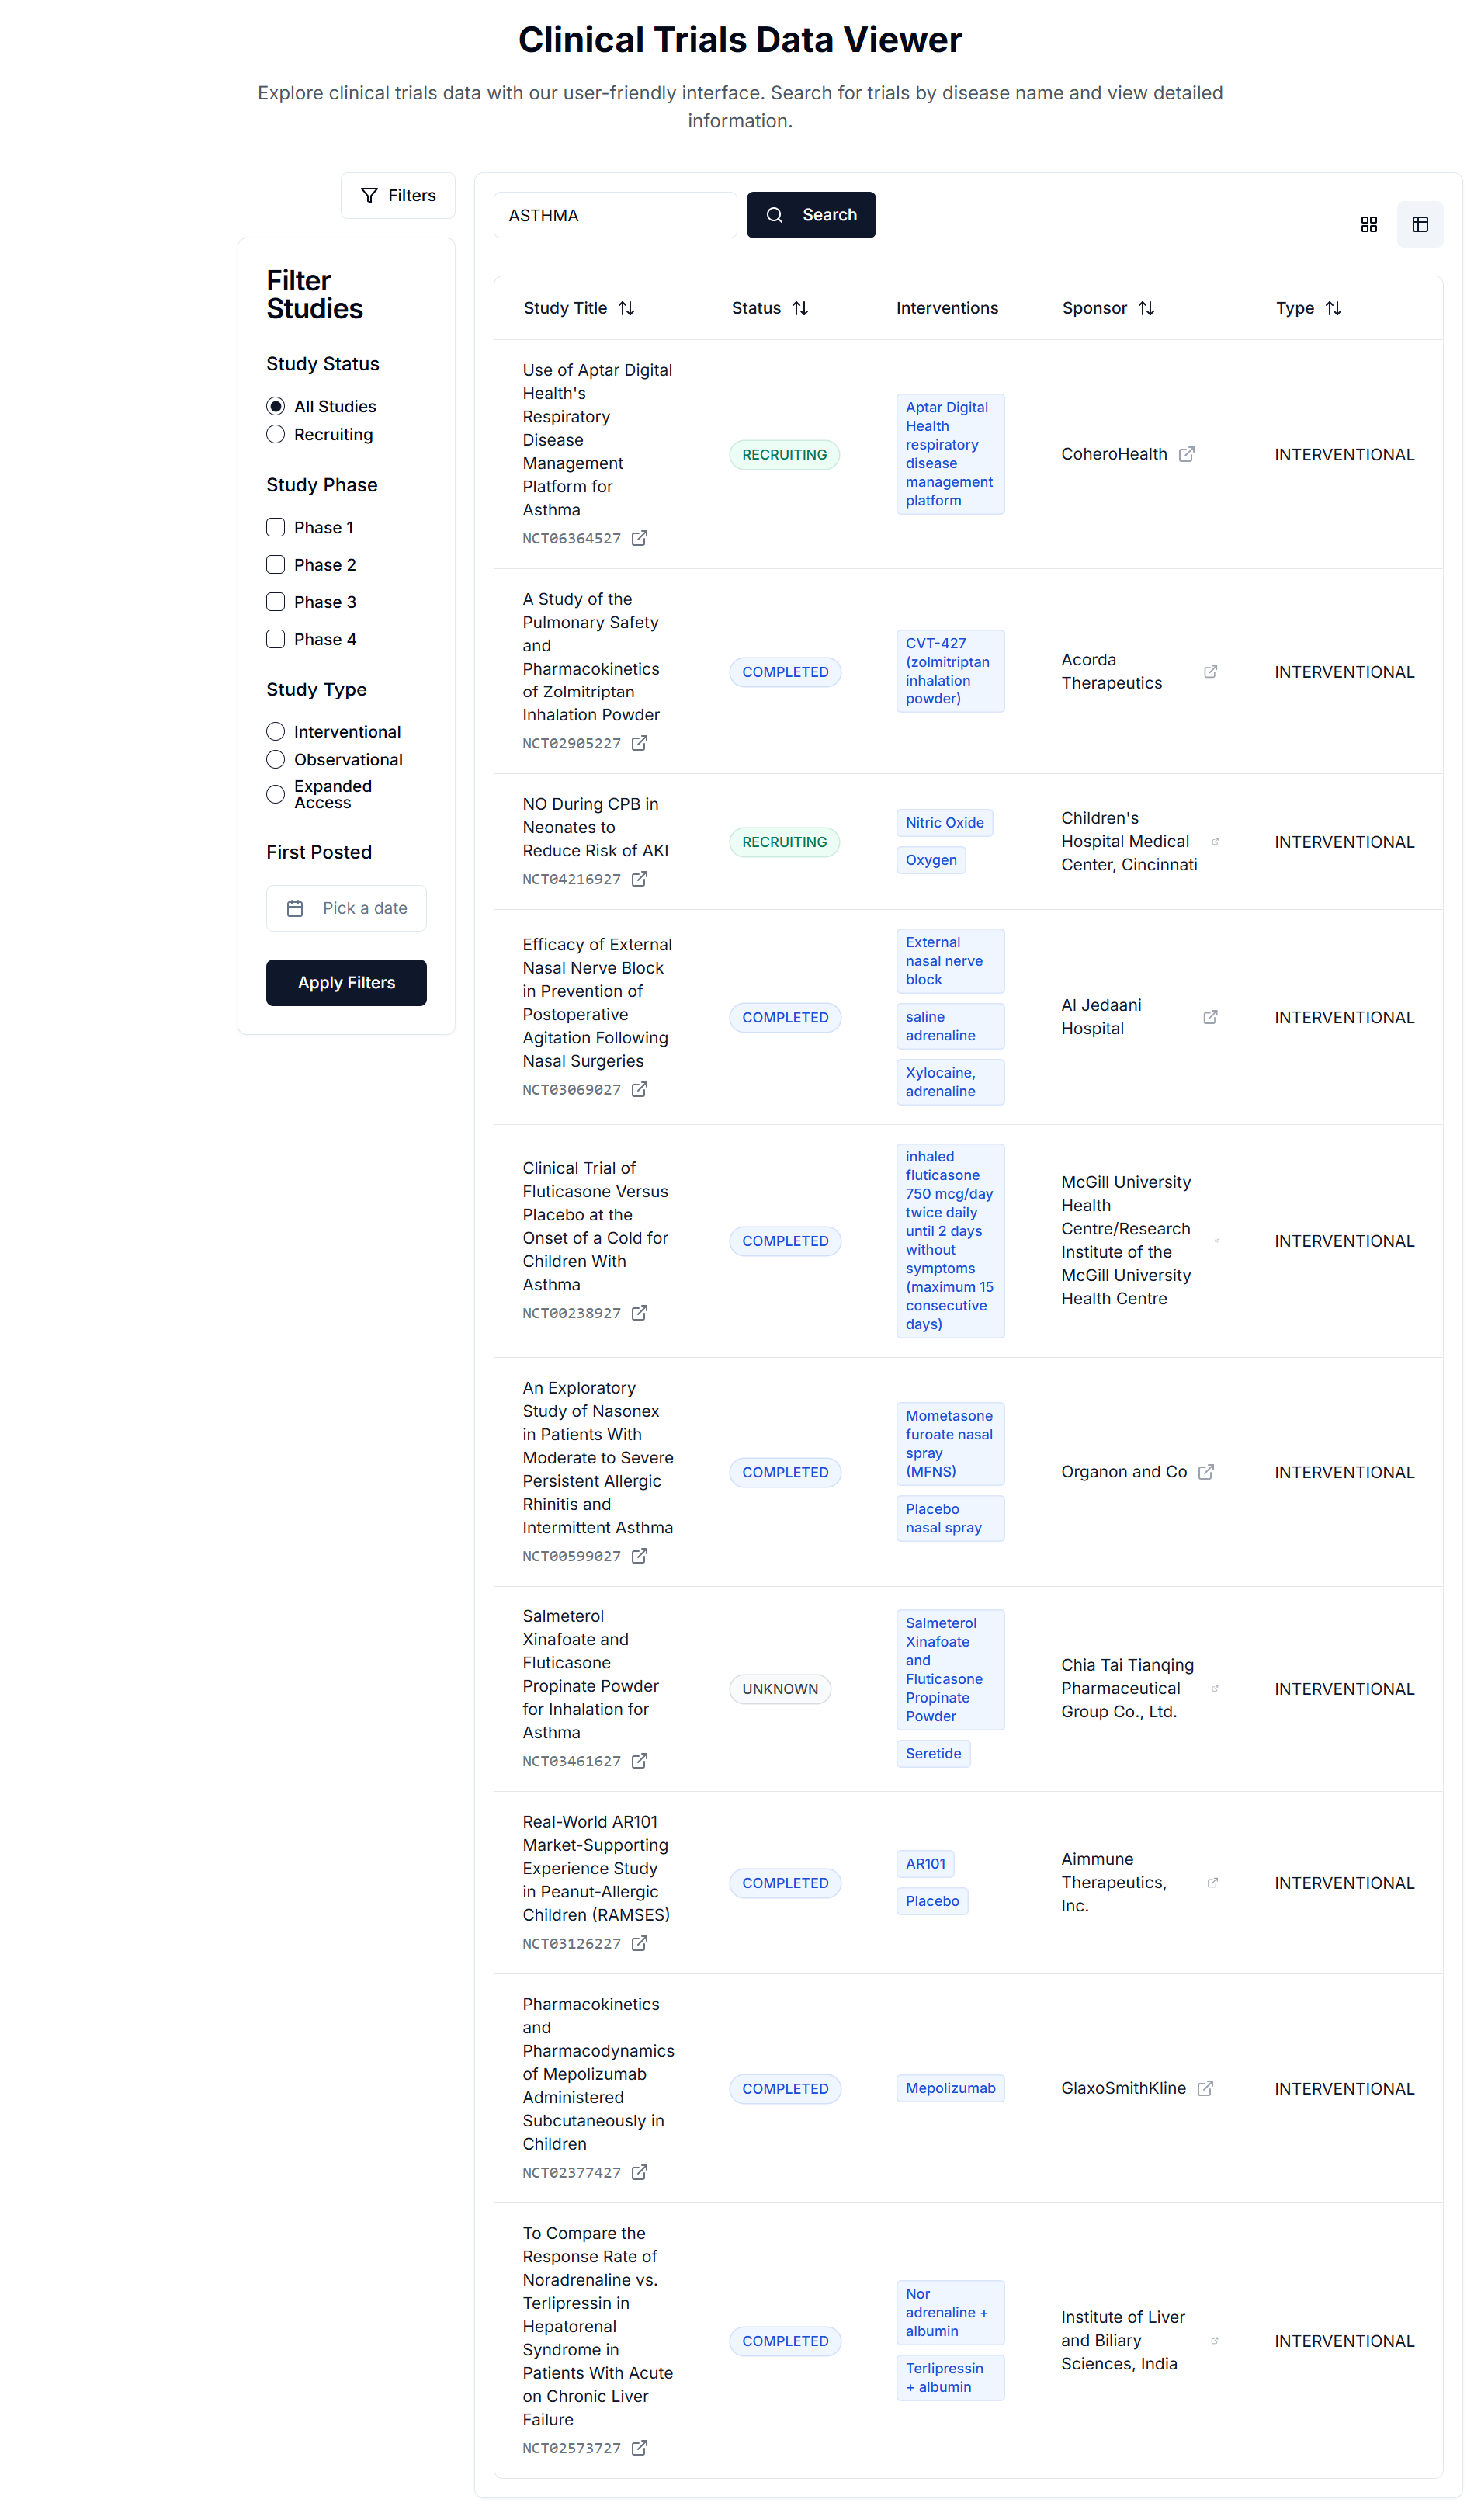 Clinical Trials Data Viewer
Explore clinical trials data with our user-friendly interface. Search for trials by disease name and view detailed
information.
Filters
Filter
Studies
Study Status
All Studies
Recruiting
Study Phase
Phase 1
Phase 2
Phase 3
Phase 4
Study Type
Interventional
Observational
Expanded
Access
First Posted
Pick a date
Apply Filters
ASTHMA
Search
Study Title
Status
Interventions
Sponsor
Type
Use of Aptar Digital
Health's
Respiratory
Disease
Management
Platform for
Asthma
NCT06364527
RECRUITING
Aptar Digital
Health
respiratory
disease
management
platform
CoheroHealth
INTERVENTIONAL
A Study of the
Pulmonary Safety
and
Pharmacokinetics
of Zolmitriptan
Inhalation Powder
NCT02905227
COMPLETED
CVT-427
(zolmitriptan
inhalation
powder)
Acorda
Therapeutics
INTERVENTIONAL
NO During CPB in
Neonates to
Reduce Risk of AKI
NCT04216927
RECRUITING
Nitric Oxide
Oxygen
Children's
Hospital Medical
Center, Cincinnati
INTERVENTIONAL
Efficacy of External
Nasal Nerve Block
in Prevention of
Postoperative
Agitation Following
Nasal Surgeries
NCT03069027
COMPLETED
External
nasal nerve
block
saline
adrenaline
Xylocaine,
adrenaline
Al Jedaani
Hospital
INTERVENTIONAL
Clinical Trial of
Fluticasone Versus
Placebo at the
Onset of a Cold for
Children With
Asthma
NCT00238927
COMPLETED
inhaled
fluticasone
750 mcg/day
twice daily
until 2 days
without
symptoms
(maximum 15
consecutive
days)
McGill University
Health
Centre/Research
Institute of the
McGill University
Health Centre
INTERVENTIONAL
An Exploratory
Study of Nasonex
in Patients With
Moderate to Severe
Persistent Allergic
Rhinitis and
Intermittent Asthma
NCT00599027
COMPLETED
Mometasone
furoate nasal
spray
(MFNS)
Placebo
nasal spray
Organon and Co
INTERVENTIONAL
Salmeterol
Xinafoate and
Fluticasone
Propinate Powder
for Inhalation for
Asthma
NCT03461627
UNKNOWN
Salmeterol
Xinafoate
and
Fluticasone
Propinate
Powder
Seretide
Chia Tai Tianqing
Pharmaceutical
Group Co., Ltd.
INTERVENTIONAL
Real-World AR101
Market-Supporting
Experience Study
in Peanut-Allergic
Children (RAMSES)
NCT03126227
COMPLETED
AR101
Placebo
Aimmune
Therapeutics,
Inc.
INTERVENTIONAL
Pharmacokinetics
and
Pharmacodynamics
of Mepolizumab
Administered
Subcutaneously in
Children
NCT02377427
COMPLETED
Mepolizumab
GlaxoSmithKline
INTERVENTIONAL
To Compare the
Response Rate of
Noradrenaline vs.
Terlipressin in
Hepatorenal
Syndrome in
Patients With Acute
on Chronic Liver
Failure
NCT02573727
COMPLETED
Nor
adrenaline +
albumin
Terlipressin
+ albumin
Institute of Liver
and Biliary
Sciences, India
INTERVENTIONAL